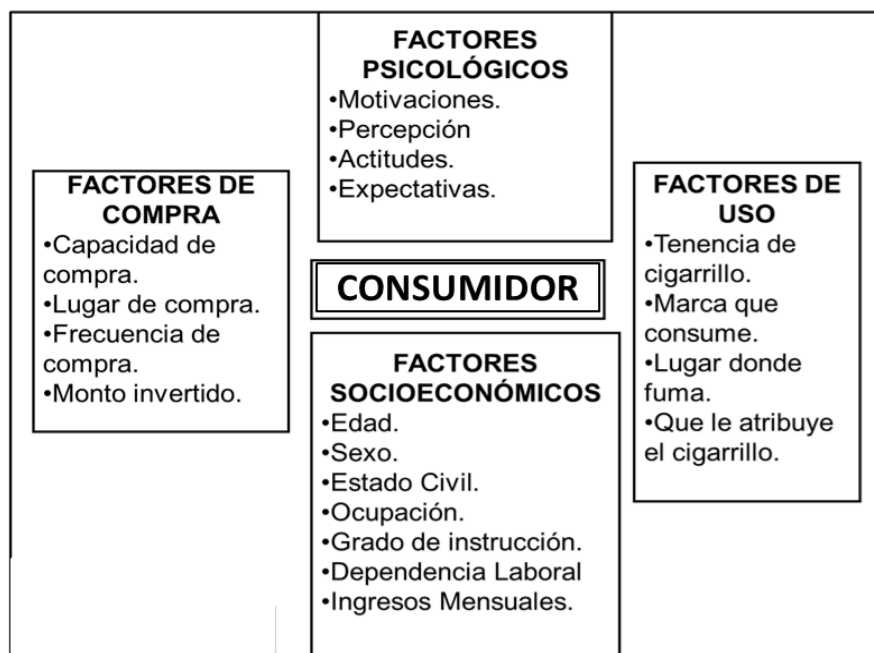 FACTORES
PSICOLÓGICOS
•Motivaciones.
•Percepción
•Actitudes.
•Expectativas.
FACTORES DE
COMPRA
•Capacidad de
compra.
•Lugar de compra.
•Frecuencia de
compra.
•Monto invertido.
CONSUMIDOR
FACTORES DE
USO
•Tenencia de
cigarrillo.
•Marca que
consume.
•Lugar donde
fuma.
•Que le atribuye
el cigarrillo.
FACTORES
SOCIOECONÓMICOS
•Edad.
•Sexo.
•Estado Civil.
•Ocupación.
•Grado de instrucción.
•Dependencia Laboral
•Ingresos Mensuales.